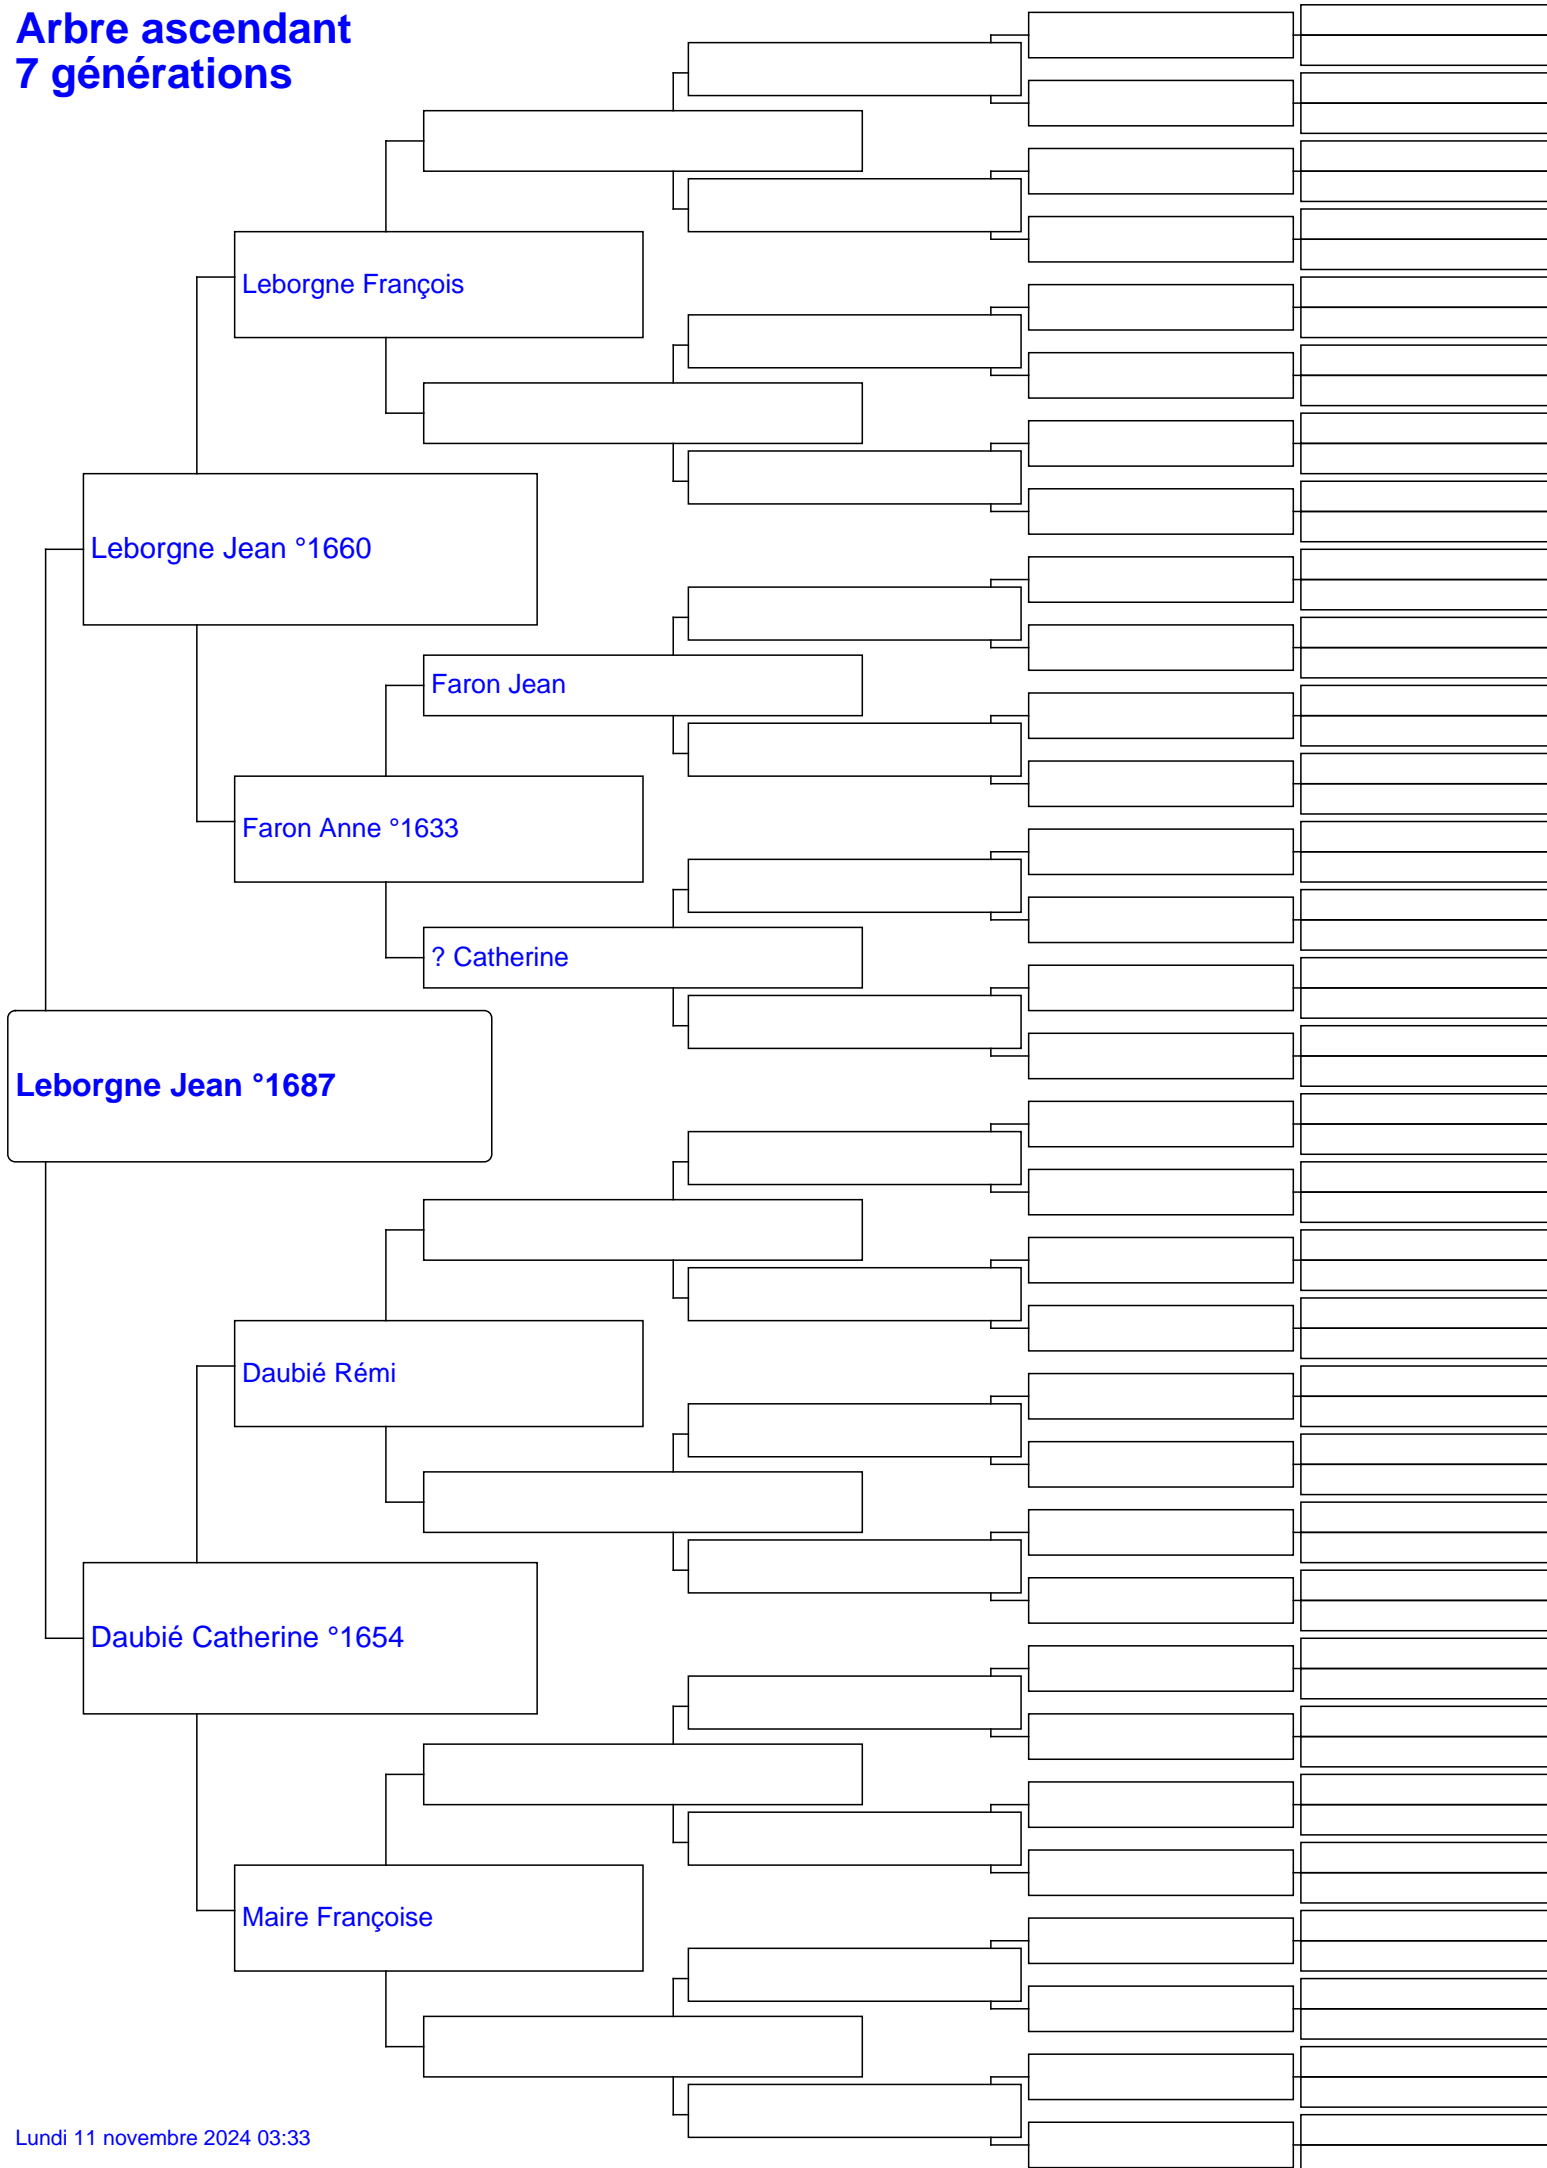 Arbre ascendant
7 générations
Leborgne François
Leborgne Jean °1660
Faron Jean
Faron Anne °1633
? Catherine
Leborgne Jean °1687
Daubié Rémi
Daubié Catherine °1654
Maire Françoise
Lundi 11 novembre 2024 03:33